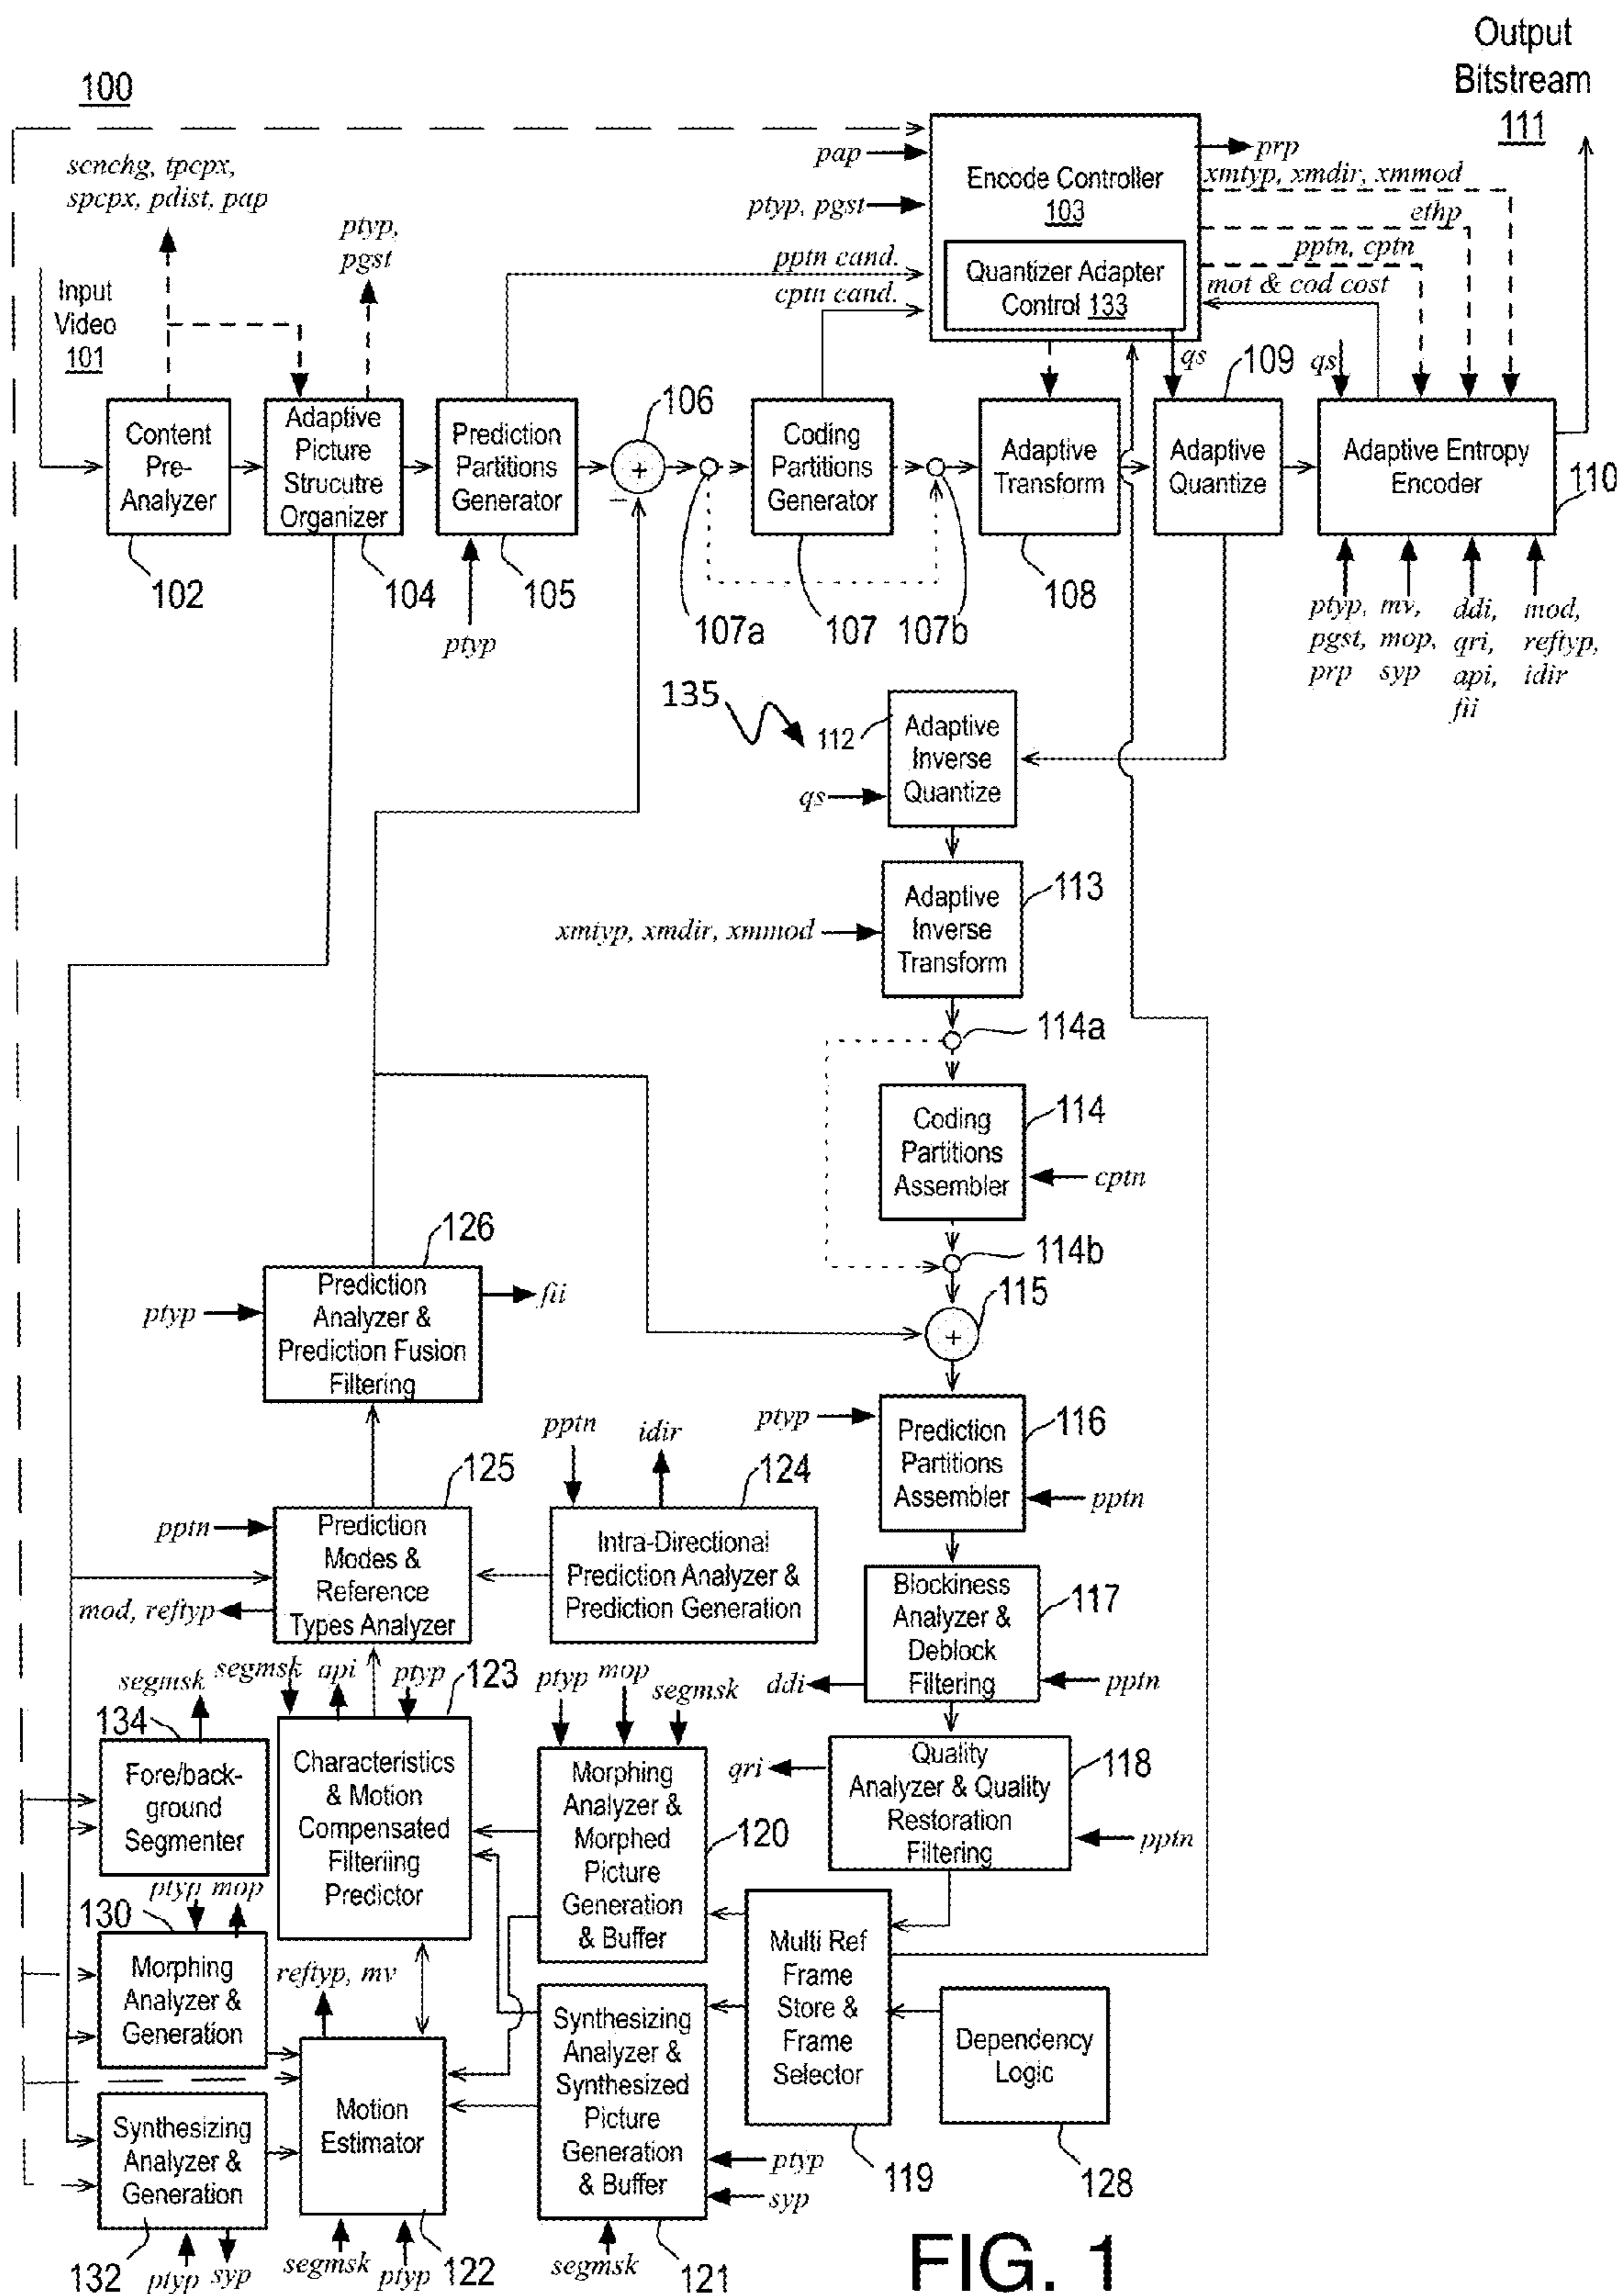 Output
Bitstream
111
100
scnchg, tpcpx,
spcpx, pdist, pap
ptyp,
pgst
Input
Video
101
pap
ptyp, pgst
pptn cand.
cptn cand.
Encode Controller
103
Quantizer Adapter
Control 133
prp
xmtyp, xmdir, xmmod
ethp
pptn, cptn
mot & cod cost
qs
109
qs
Content
Pre-
Analyzer
102
Adaptive
Picture
Strucutre
Organizer
104
Prediction
Partitions
Generator
105
ptyp
106
+
−
107a
Coding
Partitions
Generator
107
107b
Adaptive
Transform
108
Adaptive
Quantize
Adaptive Entropy
Encoder
110
ptyp,
pgst,
prp
mv,
mop,
syp
ddi,
qri,
api,
fii
mod,
reftyp,
idir
135
112
Adaptive
Inverse
Quantize
qs
113
Adaptive
Inverse
Transform
xmtyp, xmdir, xmmod
114a
114
Coding
Partitions
Assembler
cptn
114b
115
+
126
Prediction
Analyzer &
Prediction Fusion
Filtering
ptyp
fii
ptyp
116
Prediction
Partitions
Assembler
pptn
125
pptn
Prediction
Modes &
Reference
Types Analyzer
mod, reftyp
pptn
idir
124
Intra-Directional
Prediction Analyzer &
Prediction Generation
Blockiness
Analyzer &
Deblock
Filtering
117
ddi
pptn
segmsk
134
Fore/back-
ground
Segmenter
segmsk
api
ptyp
123
Characteristics
& Motion
Compensated
Filteriing
Predictor
ptyp
mop
segmsk
Morphing
Analyzer &
Morphed
Picture
Generation
& Buffer
120
qri
Quality
Analyzer & Quality
Restoration
Filtering
118
pptn
ptyp
mop
130
Morphing
Analyzer &
Generation
reftyp, mv
Synthesizing
Analyzer &
Generation
132
ptyp
syp
Motion
Estimator
segmsk
ptyp
122
Synthesizing
Analyzer &
Synthesized
Picture
Generation
& Buffer
ptyp
syp
segmsk
121
Multi Ref
Frame
Store &
Frame
Selector
119
Dependency
Logic
128
FIG. 1